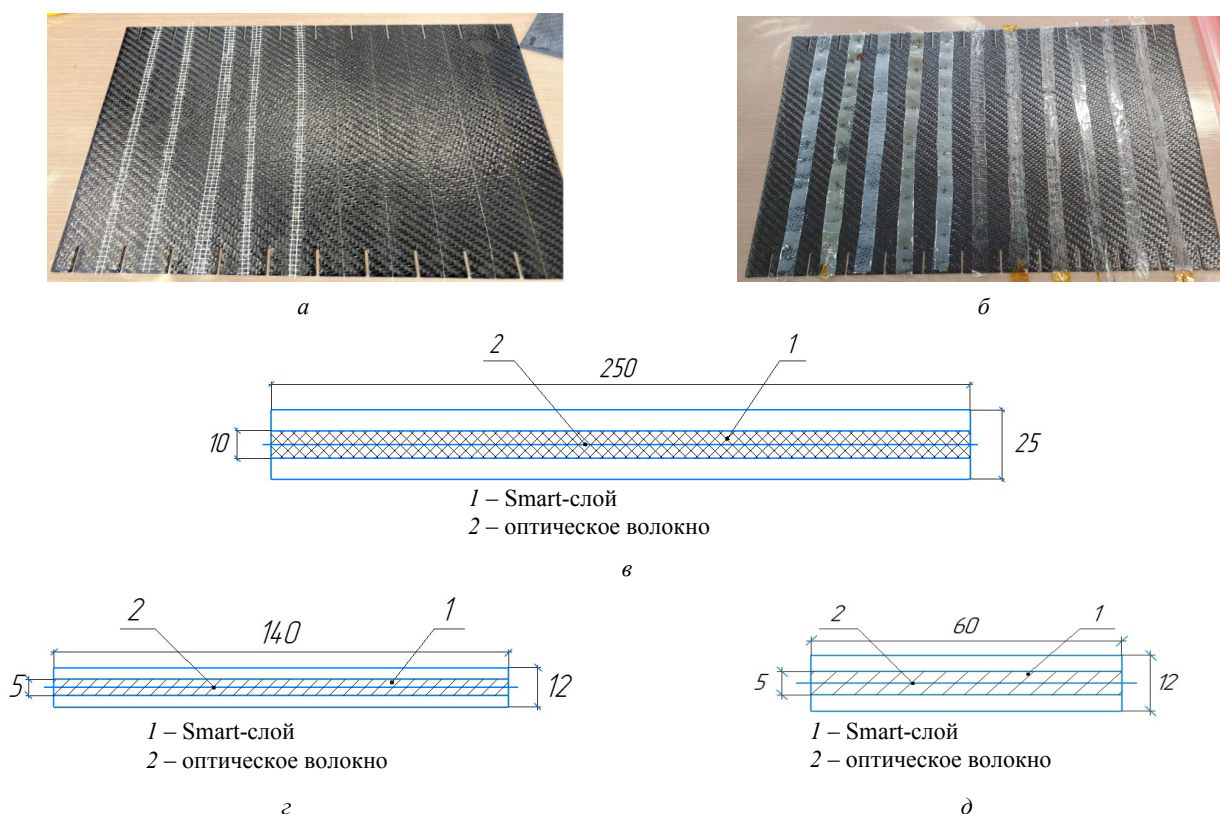 а
б
2
1
250
10
25
1 – Smart-слой
2 – оптическое волокно
в
2
1
140
5
12
1 – Smart-слой
2 – оптическое волокно
г
2
1
60
5
12
1 – Smart-слой
2 – оптическое волокно
д